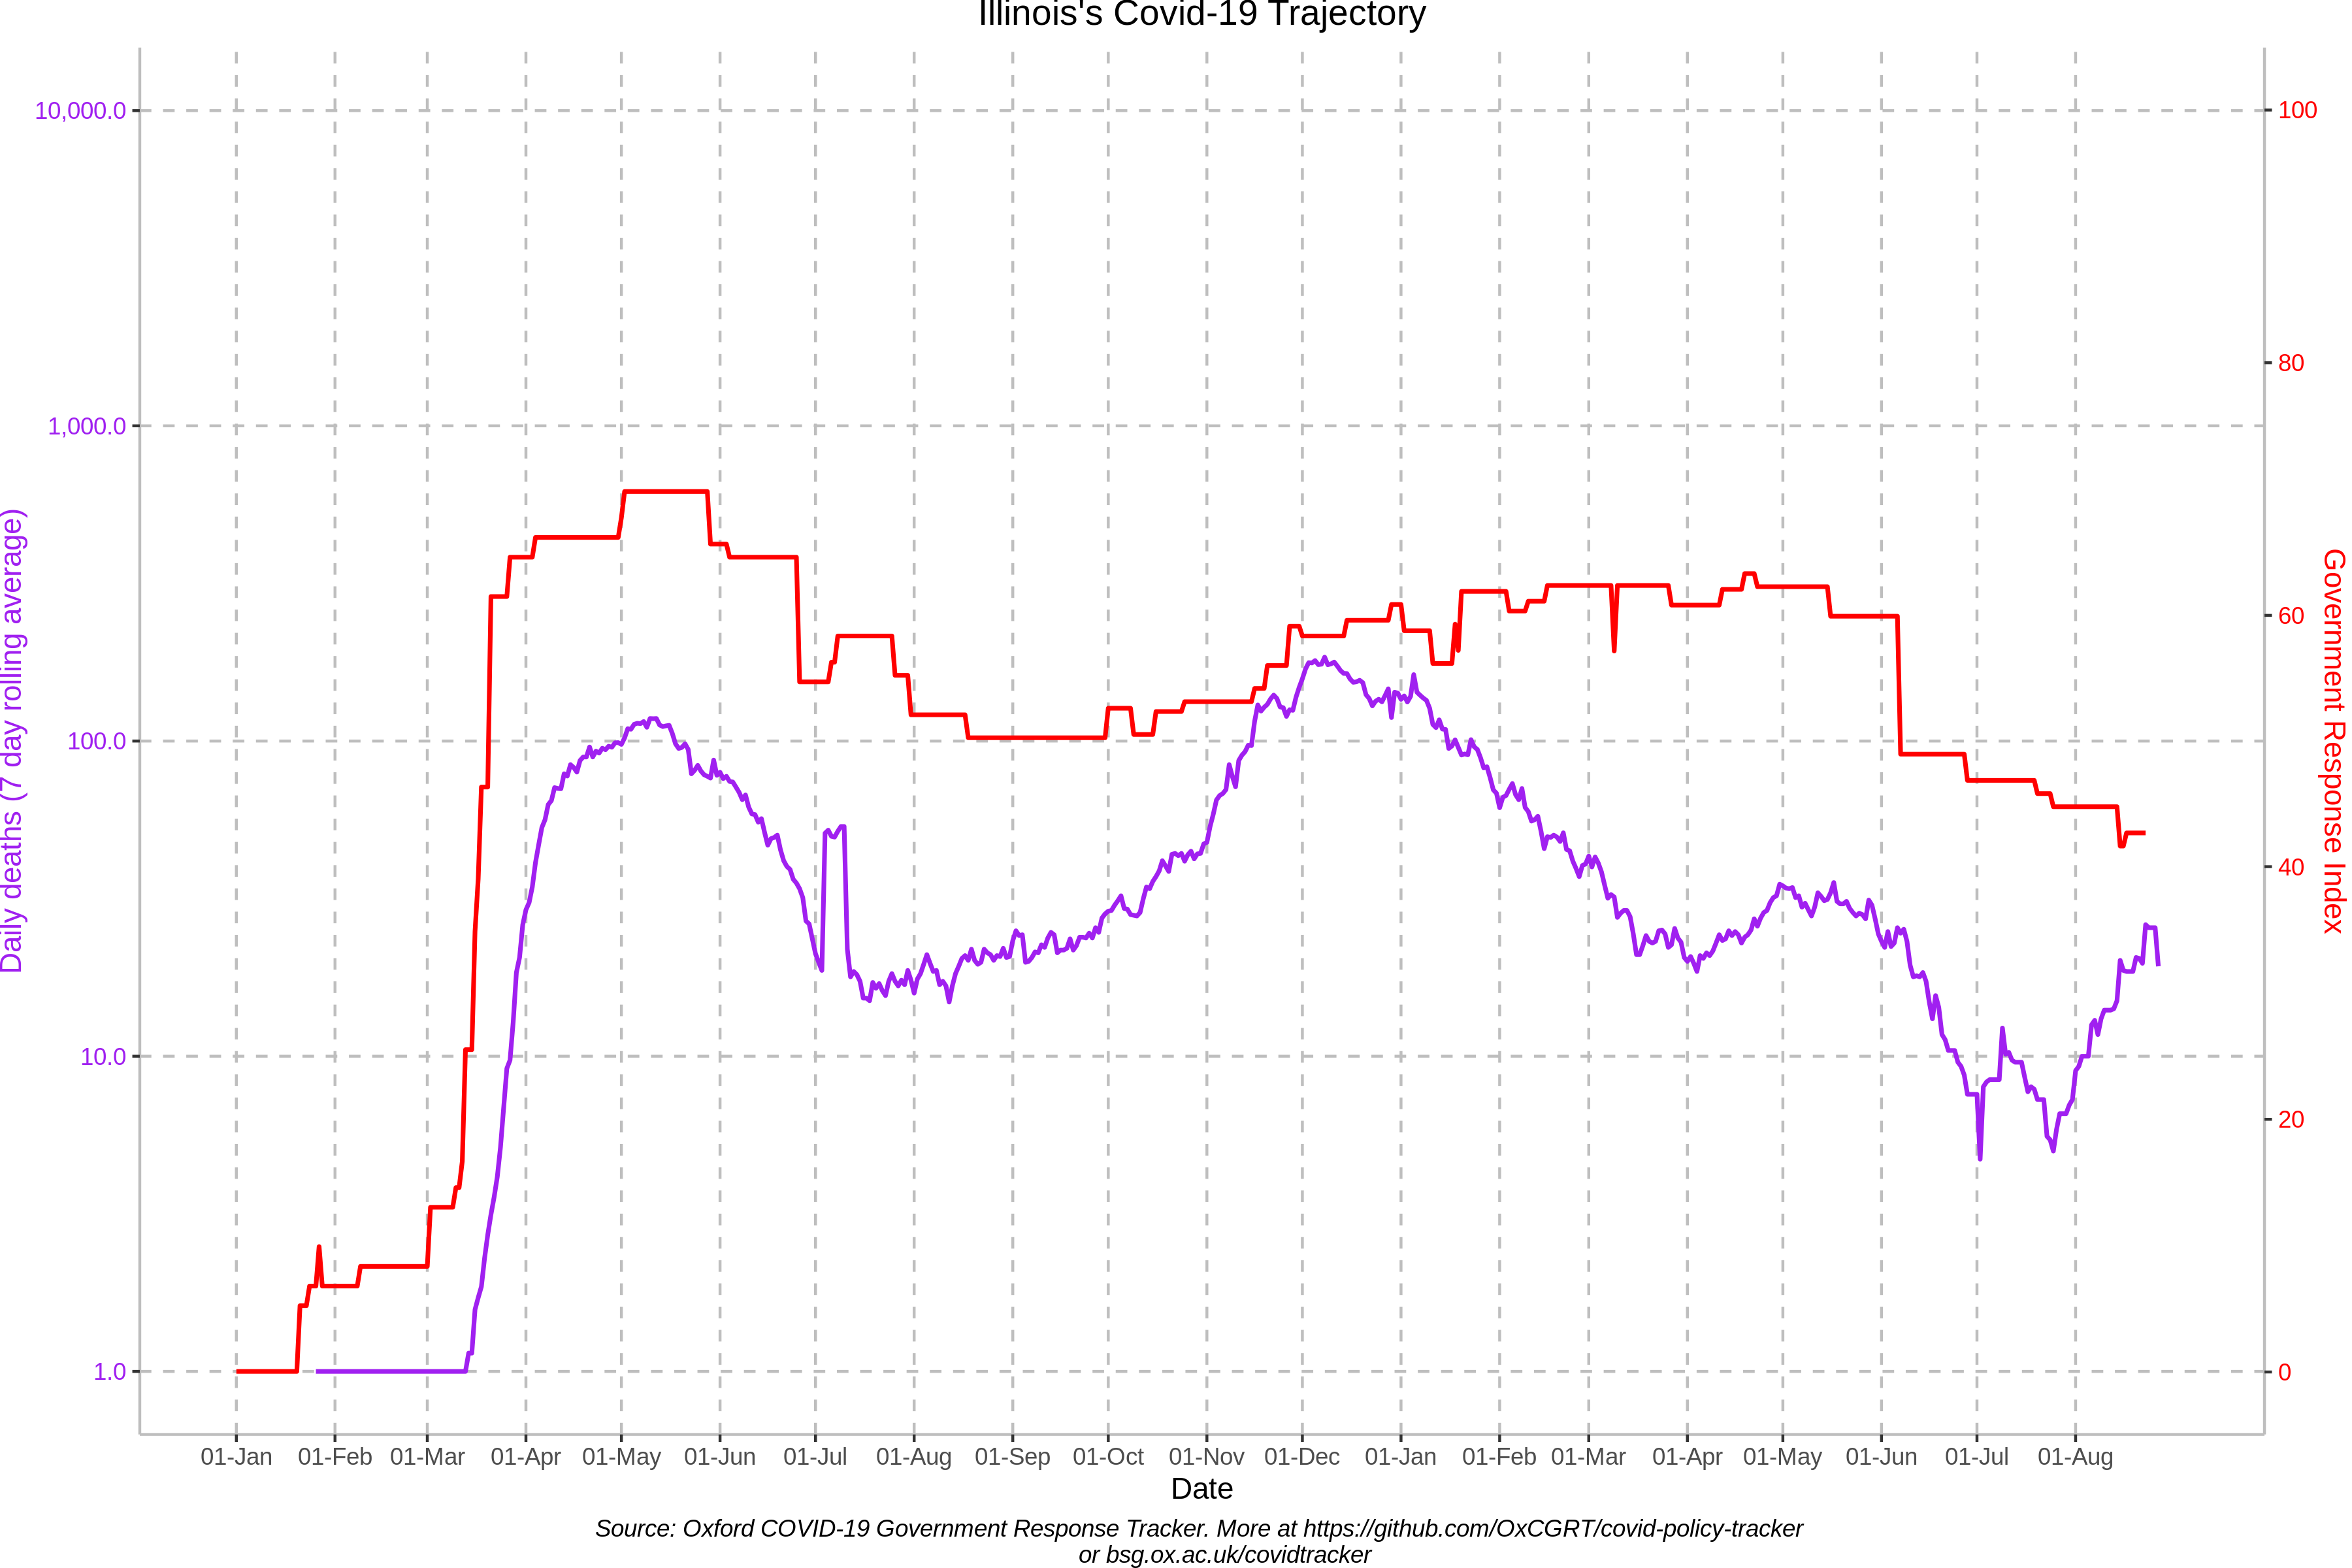 Illinois's Covid-19 Trajectory
10,000.0
1,000.0
100.0
10.0
1.0
Daily deaths (7 day rolling average)
100
80
60
40
20
0
Government Response Index
01-Jan 01-Feb 01-Mar 01-Apr 01-May 01-Jun 01-Jul 01-Aug 01-Sep 01-Oct 01-Nov 01-Dec 01-Jan 01-Feb 01-Mar 01-Apr 01-May 01-Jun 01-Jul 01-Aug
Date
Source: Oxford COVID-19 Government Response Tracker. More at https://github.com/OxCGRT/covid-policy-tracker
or bsg.ox.ac.uk/covidtracker